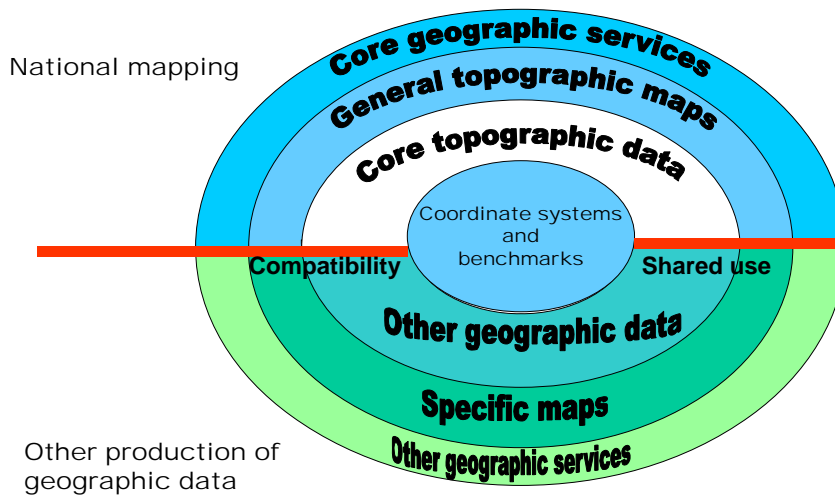 Core geographic services
National mapping
General topographic maps
Core topographic data
Coordinate systems
and
benchmarks
Compatibility
Shared use
Other geographic data
Specific maps
Other geographic services
Other production of
geographic data